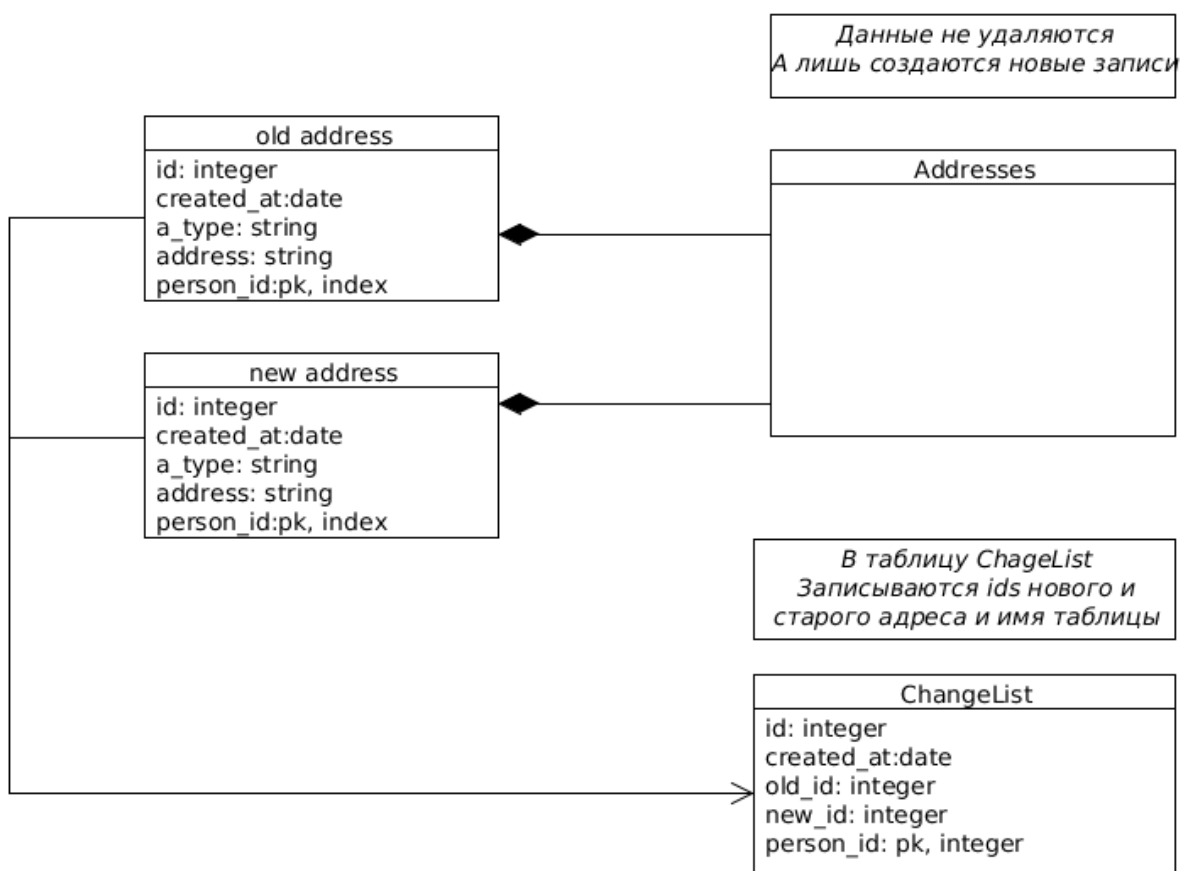 Данные не удаляются
А лишь создаются новые записи
old address
id: integer
created_at:date
a_type: string
address: string
person_id:pk, index
Addresses
new address
id: integer
created_at:date
a_type: string
address: string
person_id:pk, index
В таблицу ChageList
Записываются ids нового и
старого адреса и имя таблицы
ChangeList
id: integer
created_at:date
old_id: integer
new_id: integer
person_id: pk, integer